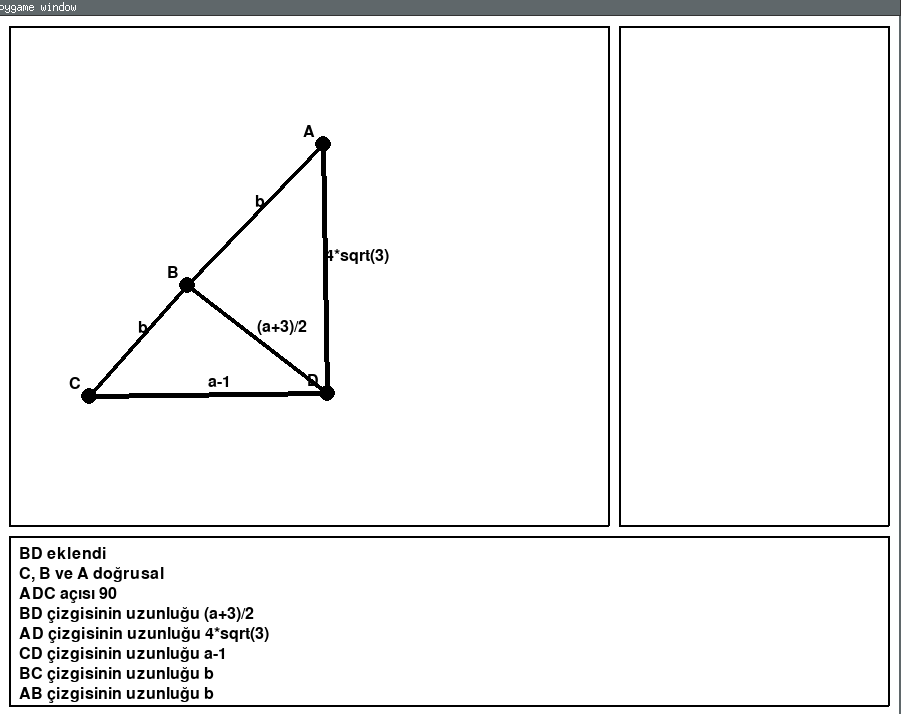 pygame window
A
b
4*sqrt(3)
B
b
(a+3)/2
D
C
a-1
BD eklendi
C, B ve A doğrusal
ADC açısı 90
BD çizgisinin uzunluğu (a+3)/2
AD çizgisinin uzunluğu 4*sqrt(3)
CD çizgisinin uzunluğu a-1
BC çizgisinin uzunluğu b
AB çizgisinin uzunluğu b